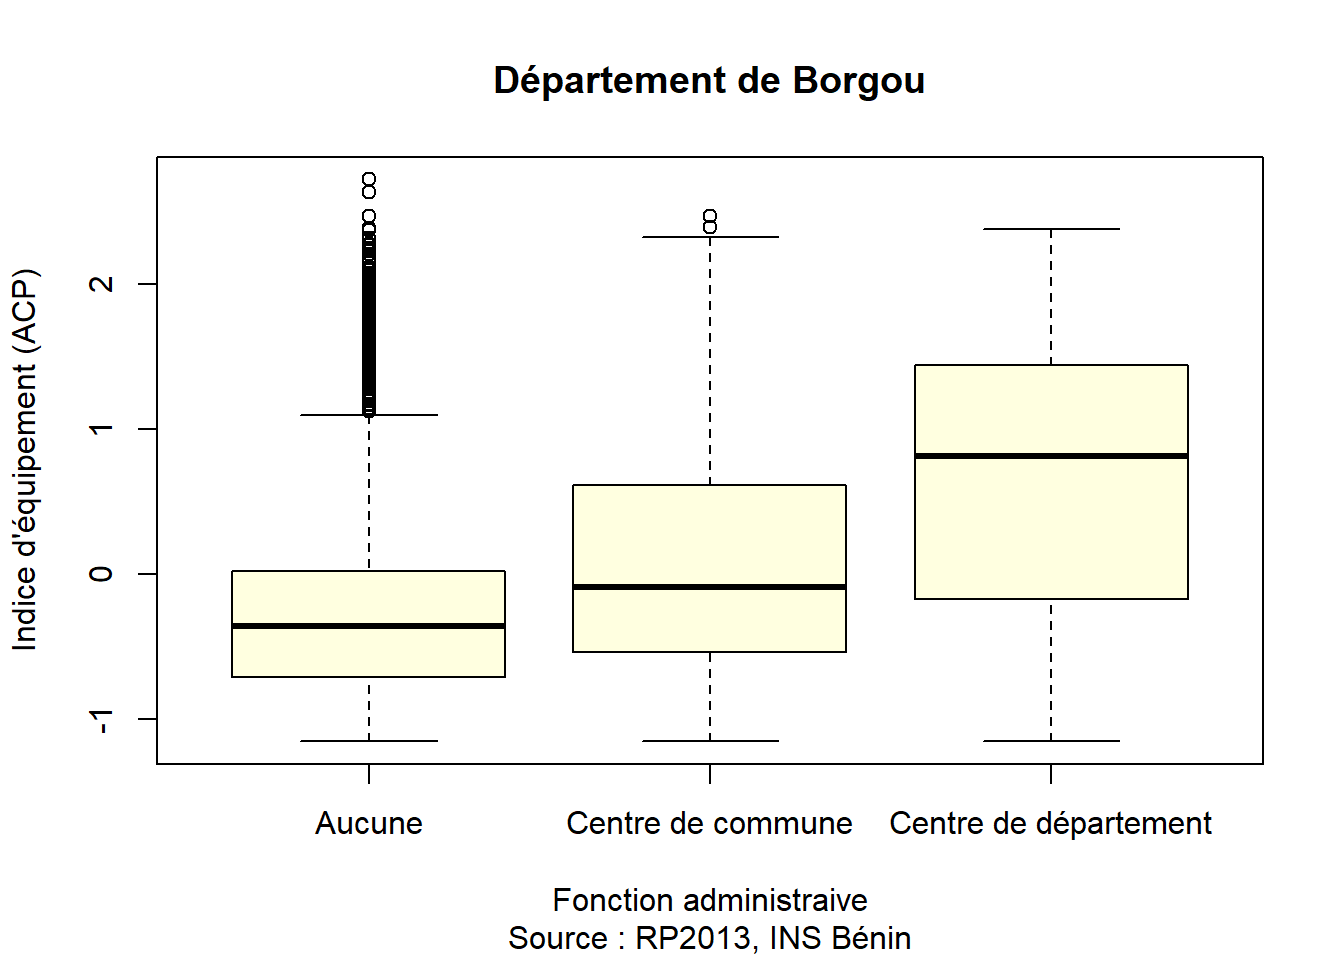 Département de Borgou
Indice d'équipement (ACP)
2
1
0
-1
Aucune
Centre de commune
Centre de département
Fonction administraive
Source : RP2013, INS Bénin